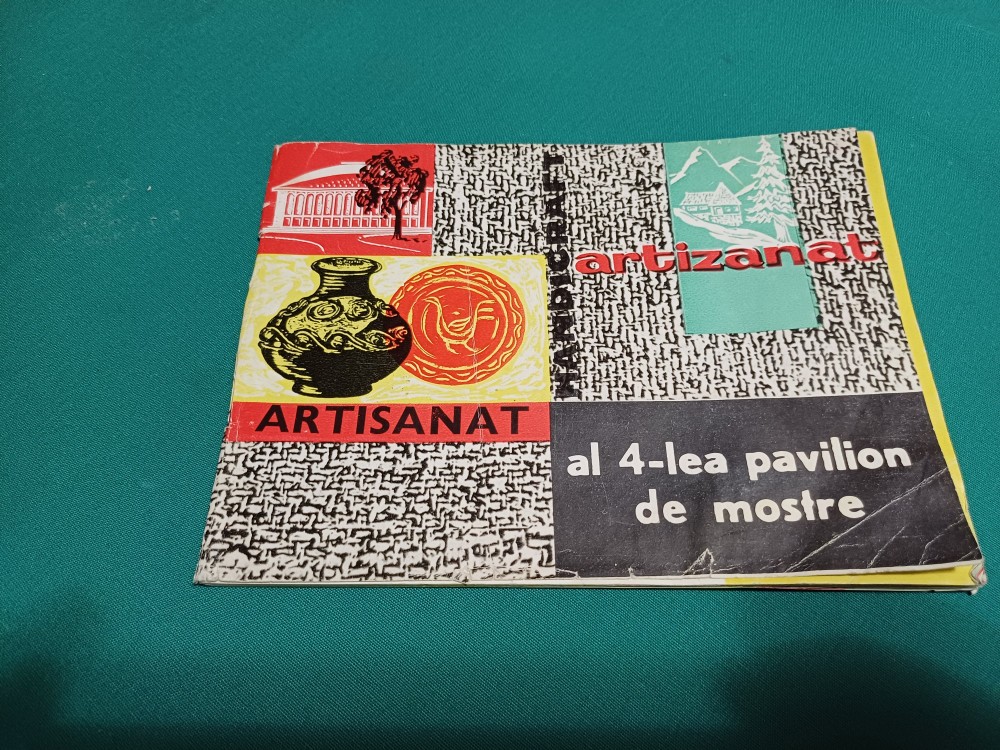 HANDICRAFT
artizanat
ARTISANAT
al 4-lea pavilion
de mostre